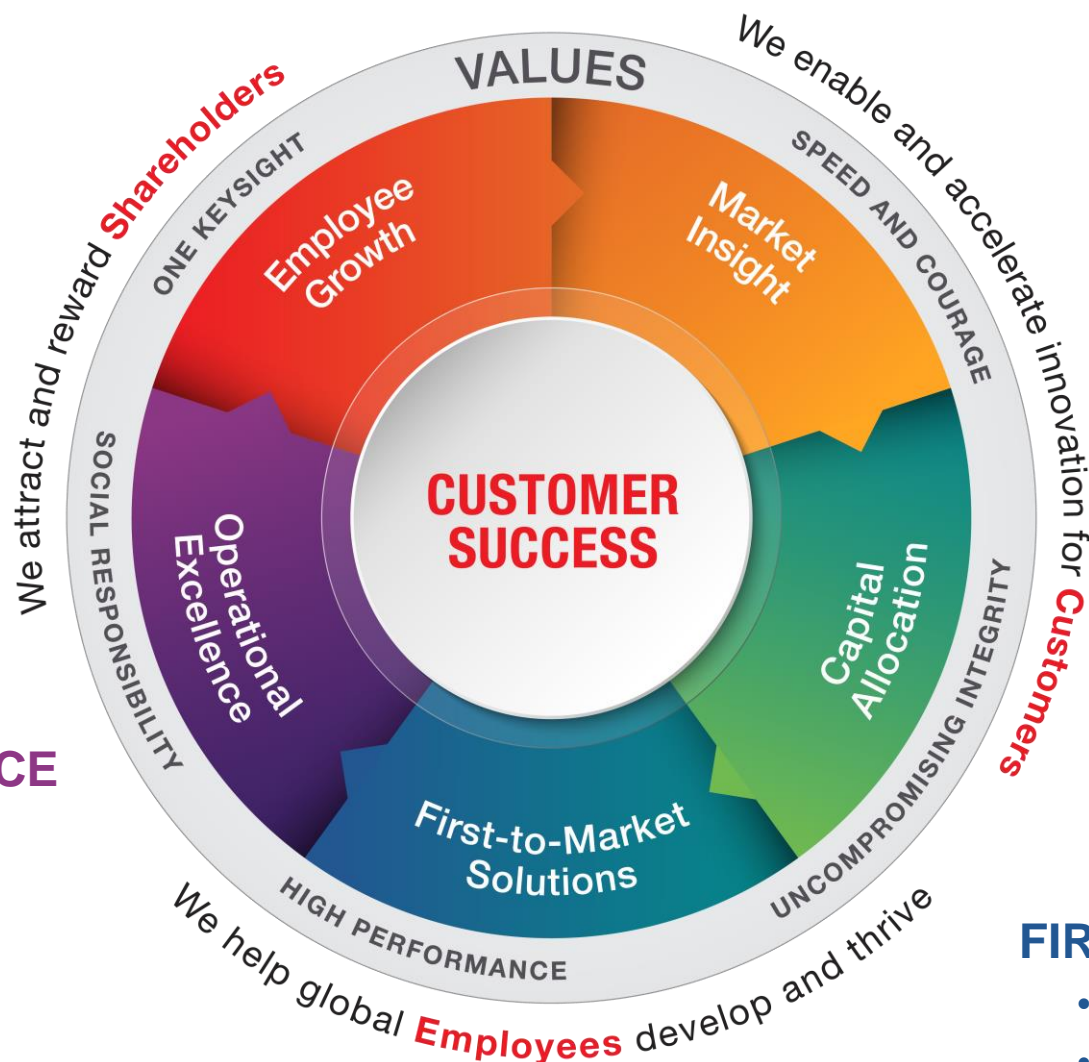 VALUES
We attract and reward Shareholders
We enable and accelerate innovation for Customers
We help global Employees develop and thrive
ONE KEYSIGHT
SPEED AND COURAGE
UNCOMPROMISING INTEGRITY
HIGH PERFORMANCE
SOCIAL RESPONSIBILITY
Employee
Growth
Market
Insight
Capital
Allocation
First-to-Market
Solutions
Operational
Excellence
CUSTOMER
SUCCESS
CE
FIR
•
•